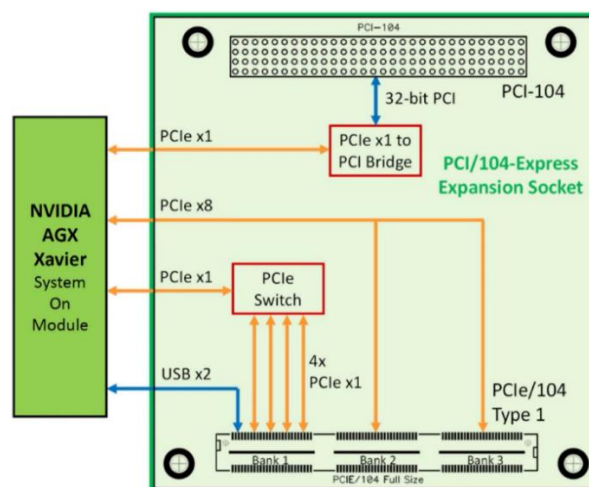 PCI-104
PCI-104
32-bit PCI
PCIe x1
PCIe x1 to
PCI Bridge
PCI/104-Express
Expansion Socket
NVIDIA
AGX
Xavier
System
On
Module
PCIe x8
PCIe x1
PCIe
Switch
4x
PCIe x1
USB x2
PCIe/104
Type 1
Bank 1
Bank 2
Bank 3
PCIE/104 Full Size